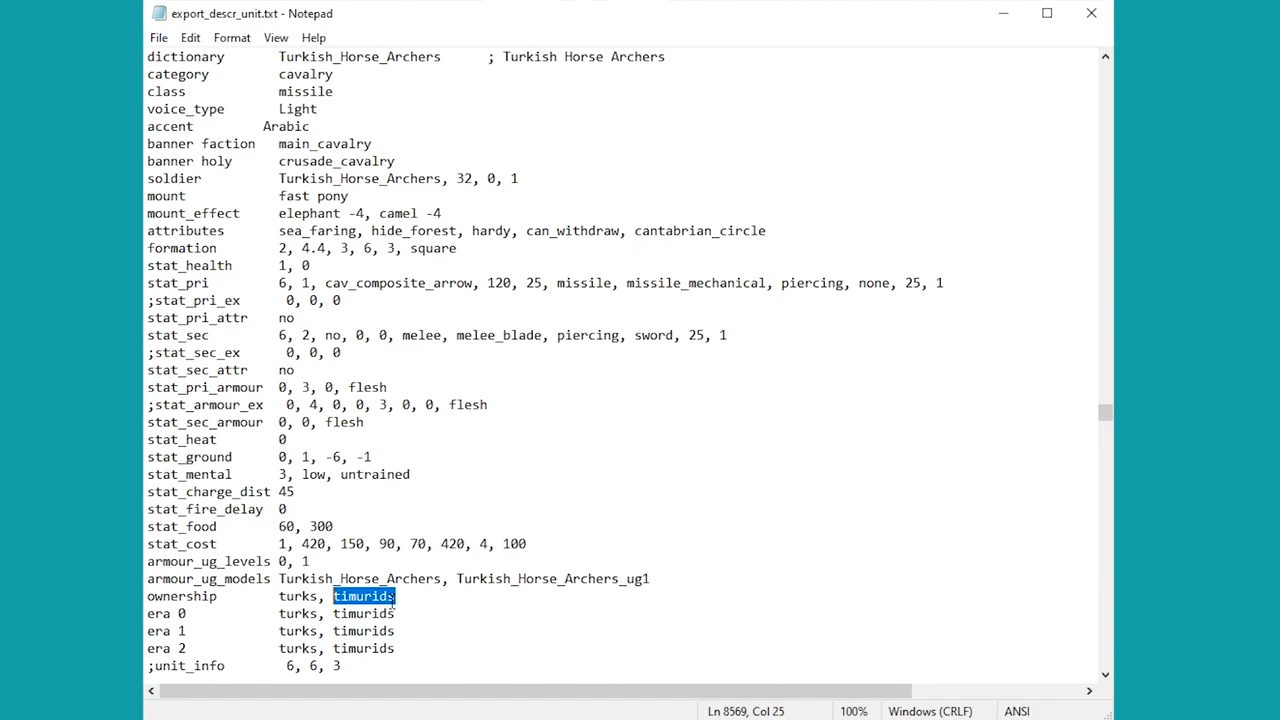 export_descr_unit.txt - Notepad
File Edit Format View Help
dictionary Turkish_Horse_Archers ; Turkish Horse Archers
category cavalry
class missile
voice_type Light
accent Arabic
banner faction main_cavalry
banner holy crusade_cavalry
soldier Turkish_Horse_Archers, 32, 0, 1
mount fast pony
mount_effect elephant -4, camel -4
attributes sea_faring, hide_forest, hardy, can_withdraw, cantabrian_circle
formation 2, 4.4, 3, 6, 3, square
stat_health 1, 0
stat_pri 6, 1, cav_composite_arrow, 120, 25, missile, missile_mechanical, piercing, none, 25, 1
;stat_pri_ex 0, 0, 0
stat_pri_attr no
stat_sec 6, 2, no, 0, 0, melee, melee_blade, piercing, sword, 25, 1
;stat_sec_ex 0, 0, 0
stat_sec_attr no
stat_pri_armour 0, 3, 0, flesh
;stat_armour_ex 0, 4, 0, 0, 3, 0, 0, flesh
stat_sec_armour 0, 0, flesh
stat_heat 0
stat_ground 0, 1, -6, -1
stat_mental 3, low, untrained
stat_charge_dist 45
stat_fire_delay 0
stat_food 60, 300
stat_cost 1, 420, 150, 90, 70, 420, 4, 100
armour_ug_levels 0, 1
armour_ug_models Turkish_Horse_Archers, Turkish_Horse_Archers_ug1
ownership turks, timurids
era 0 turks, timurids
era 1 turks, timurids
era 2 turks, timurids
;unit_info 6, 6, 3
Ln 8569, Col 25 100% Windows (CRLF) ANSI